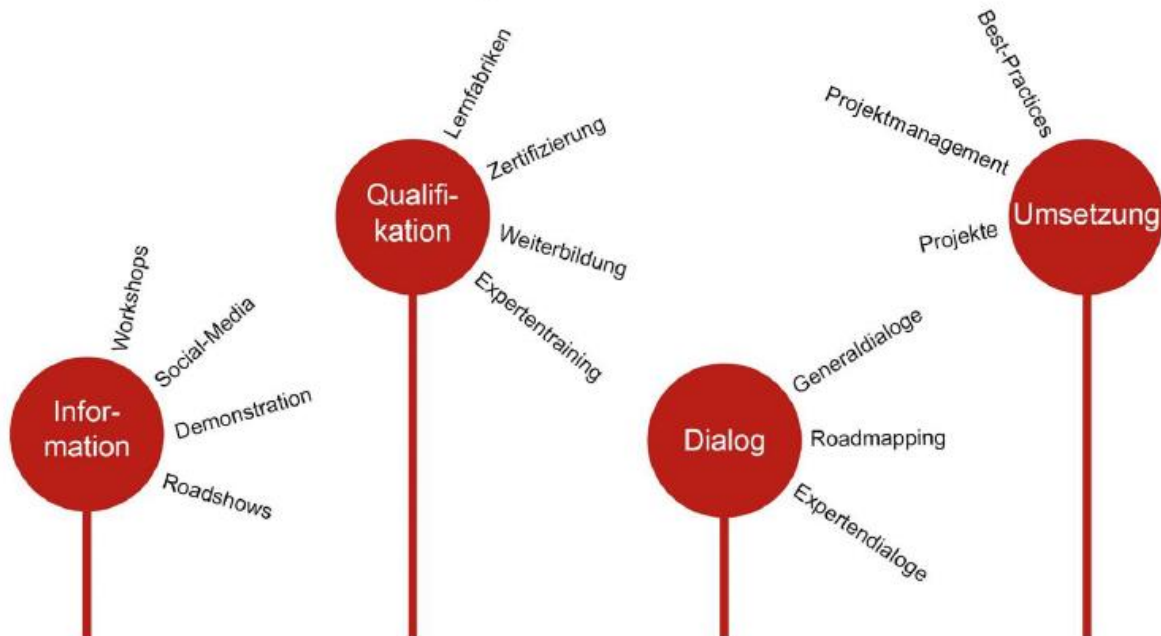 Workshops
Social-Media
Infor-
mation
Demonstration
Roadshows
Lernfabriken
Zertifizierung
Qualifi-
kation
Weiterbildung
Expertentraining
Generaldialoge
Dialog
Roadmapping
Expertendialoge
Best-Practices
Projektmanagement
Umsetzung
Projekte